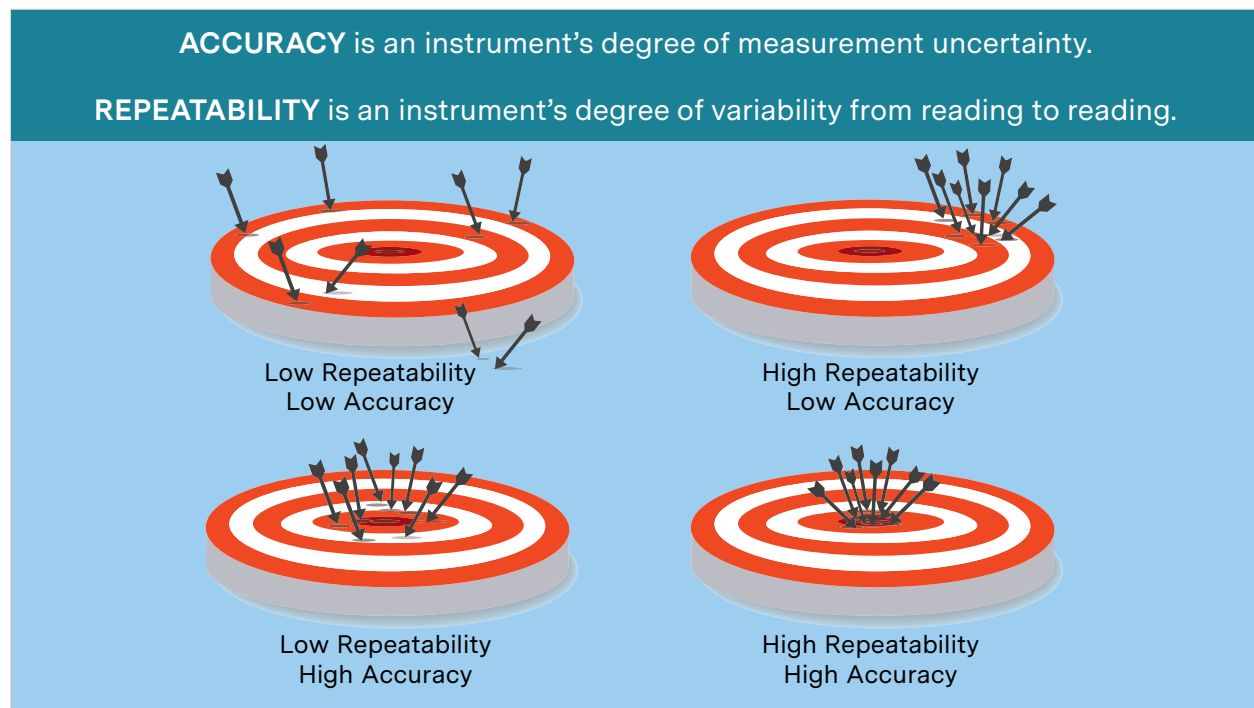 ACCURACY is an instrument’s degree of measurement uncertainty.
REPEATABILITY is an instrument’s degree of variability from reading to reading.
Low Repeatability
Low Accuracy
High Repeatability
Low Accuracy
Low Repeatability
High Accuracy
High Repeatability
High Accuracy